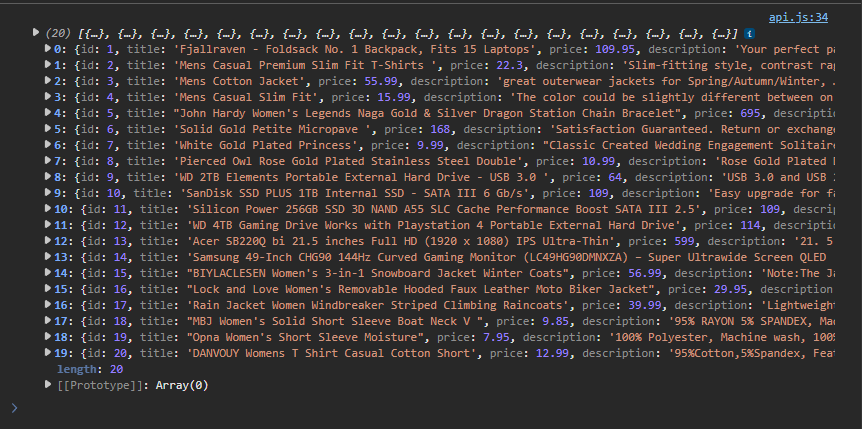 api.js:34
(20) [{…}, {…}, {…}, {…}, {…}, {…}, {…}, {…}, {…}, {…}, {…}, {…}, {…}, {…}, {…}, {…}, {…}, {…}, {…}, {…}] i
0: {id: 1, title: 'Fjallraven - Foldsack No. 1 Backpack, Fits 15 Laptops', price: 109.95, description: 'Your perfect
1: {id: 2, title: 'Mens Casual Premium Slim Fit T-Shirts ', price: 22.3, description: 'Slim-fitting style, contrast
2: {id: 3, title: 'Mens Cotton Jacket', price: 55.99, description: 'great outerwear jackets for Spring/Autumn/Winter,
3: {id: 4, title: 'Mens Casual Slim Fit', price: 15.99, description: 'The color could be slightly different between on
4: {id: 5, title: "John Hardy Women's Legends Naga Gold & Silver Dragon Station Chain Bracelet", price: 695,
5: {id: 6, title: 'Solid Gold Petite Micropave ', price: 168, description: 'Satisfaction Guaranteed. Return or exchange
6: {id: 7, title: 'White Gold Plated Princess', price: 9.99, description: "Classic Created Wedding Engagement Solitaire
7: {id: 8, title: 'Pierced Owl Rose Gold Plated Stainless Steel Double', price: 10.99, description: 'Rose Gold Plated
8: {id: 9, title: 'WD 2TB Elements Portable External Hard Drive - USB 3.0 ', price: 64, description: 'USB 3.0 and USB
9: {id: 10, title: 'SanDisk SSD PLUS 1TB Internal SSD - SATA III 6 Gb/s', price: 109, description: 'Easy upgrade for
10: {id: 11, title: 'Silicon Power 256GB SSD 3D NAND A55 SLC Cache Performance Boost SATA III 2.5', price: 109,
11: {id: 12, title: 'WD 4TB Gaming Drive Works with Playstation 4 Portable External Hard Drive', price: 114,
12: {id: 13, title: 'Acer SB220Q bi 21.5 inches Full HD (1920 x 1080) IPS Ultra-Thin', price: 599, description: '21. 5
13: {id: 14, title: 'Samsung 49-Inch CHG90 144Hz Curved Gaming Monitor (LC49HG90DMNXZA) – Super Ultrawide Screen QLED
14: {id: 15, title: "BIYLACLESEN Women's 3-in-1 Snowboard Jacket Winter Coats", price: 56.99, description: 'Note:The
15: {id: 16, title: "Lock and Love Women's Removable Hooded Faux Leather Moto Biker Jacket", price: 29.95,
16: {id: 17, title: 'Rain Jacket Women Windbreaker Striped Climbing Raincoats', price: 39.99, description: 'Lightweight
17: {id: 18, title: "MBJ Women's Solid Short Sleeve Boat Neck V ", price: 9.85, description: '95% RAYON 5% SPANDEX,
18: {id: 19, title: "Opna Women's Short Sleeve Moisture", price: 7.95, description: '100% Polyester, Machine wash, 100%
19: {id: 20, title: 'DANVOUY Womens T Shirt Casual Cotton Short', price: 12.99, description: '95%Cotton,5%Spandex,
length: 20
[[Prototype]]: Array(0)